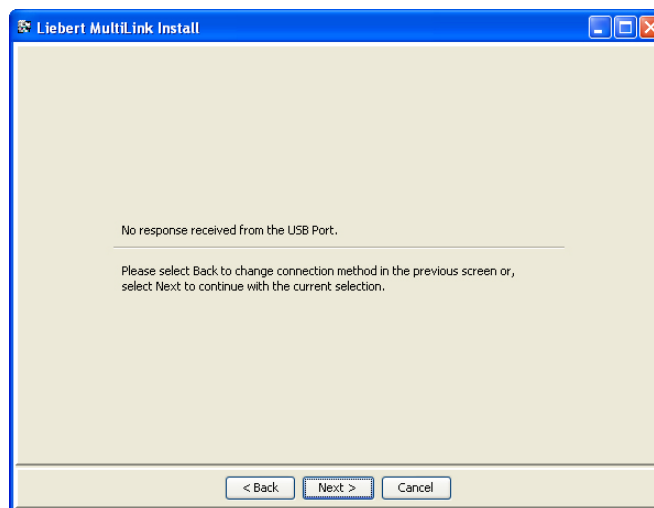 Liebert MultiLink Install
No response received from the USB Port.
Please select Back to change connection method in the previous screen or,
select Next to continue with the current selection.
< Back Next > Cancel